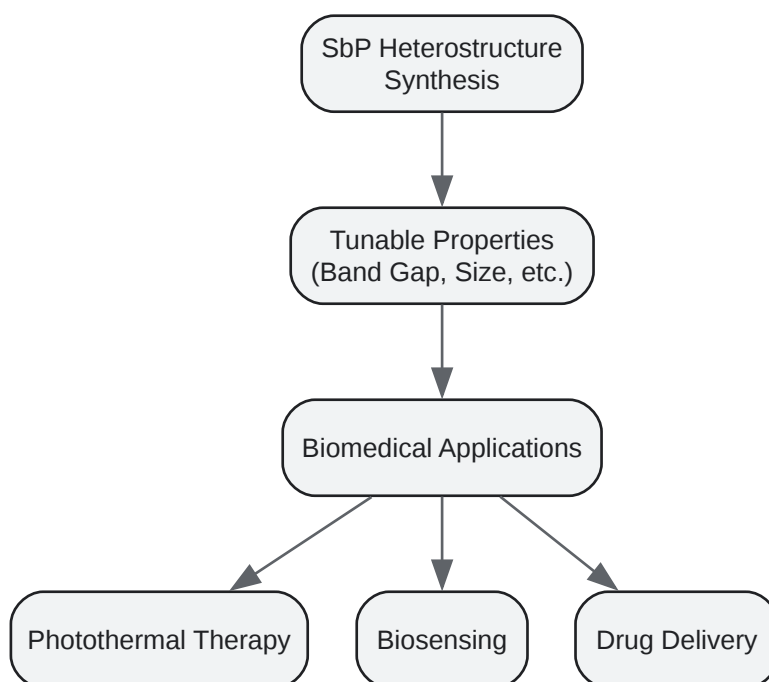 SbP Heterostructure
Synthesis
Tunable Properties
(Band Gap, Size, etc.)
Biomedical Applications
Photothermal Therapy
Biosensing
Drug Delivery